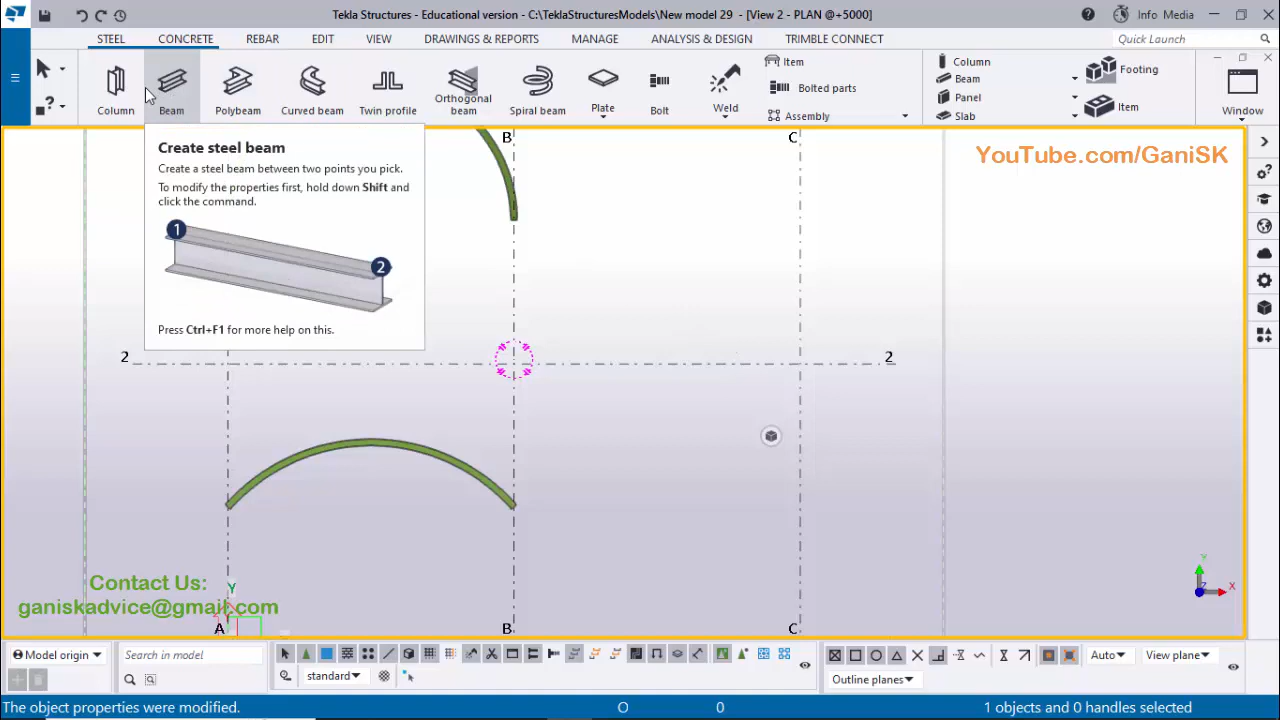 Tekla Structures - Educational version - C:\TeklaStructuresModels\New model 29 - [View 2 - PLAN @+5000]
Info Media
STEEL
CONCRETE
REBAR
EDIT
VIEW
DRAWINGS & REPORTS
MANAGE
ANALYSIS & DESIGN
TRIMBLE CONNECT
Quick Launch
Column
Beam
Polybeam
Curved beam
Twin profile
Orthogonal
beam
Spiral beam
Plate
Bolt
Weld
Item
Bolted parts
Assembly
Column
Beam
Panel
Slab
Footing
Item
Window
Create steel beam
Create a steel beam between two points you pick.
To modify the properties first, hold down Shift and
click the command.
1
2
Press Ctrl+F1 for more help on this.
B
C
YouTube.com/GaniSK
2
2
Contact Us:
ganiskadvice@gmail.com
Y
A
B
C
Y
Z
X
Model origin
Search in model
standard
Auto
View plane
Outline planes
The object properties were modified.
O
0
1 objects and 0 handles selected